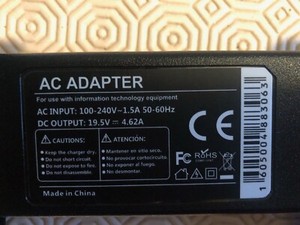 AC ADAPTER
For use with information technology equipment
AC INPUT: 100-240V~1.5A 50-60Hz
DC OUTPUT: 19.5V ⎓ 4.62A
⚠CAUTIONS:
● Keep the charger dry.
● Do not short circuit.
● Do not expose to fire.
● Do not disassemble.
⚠ATENCIÓN:
● Mantener en sitio seco.
● No provocar cortocircuito.
● No exponer al fuego.
● No desmontar.
CE
FC RoHS
Made in China
1605004883063